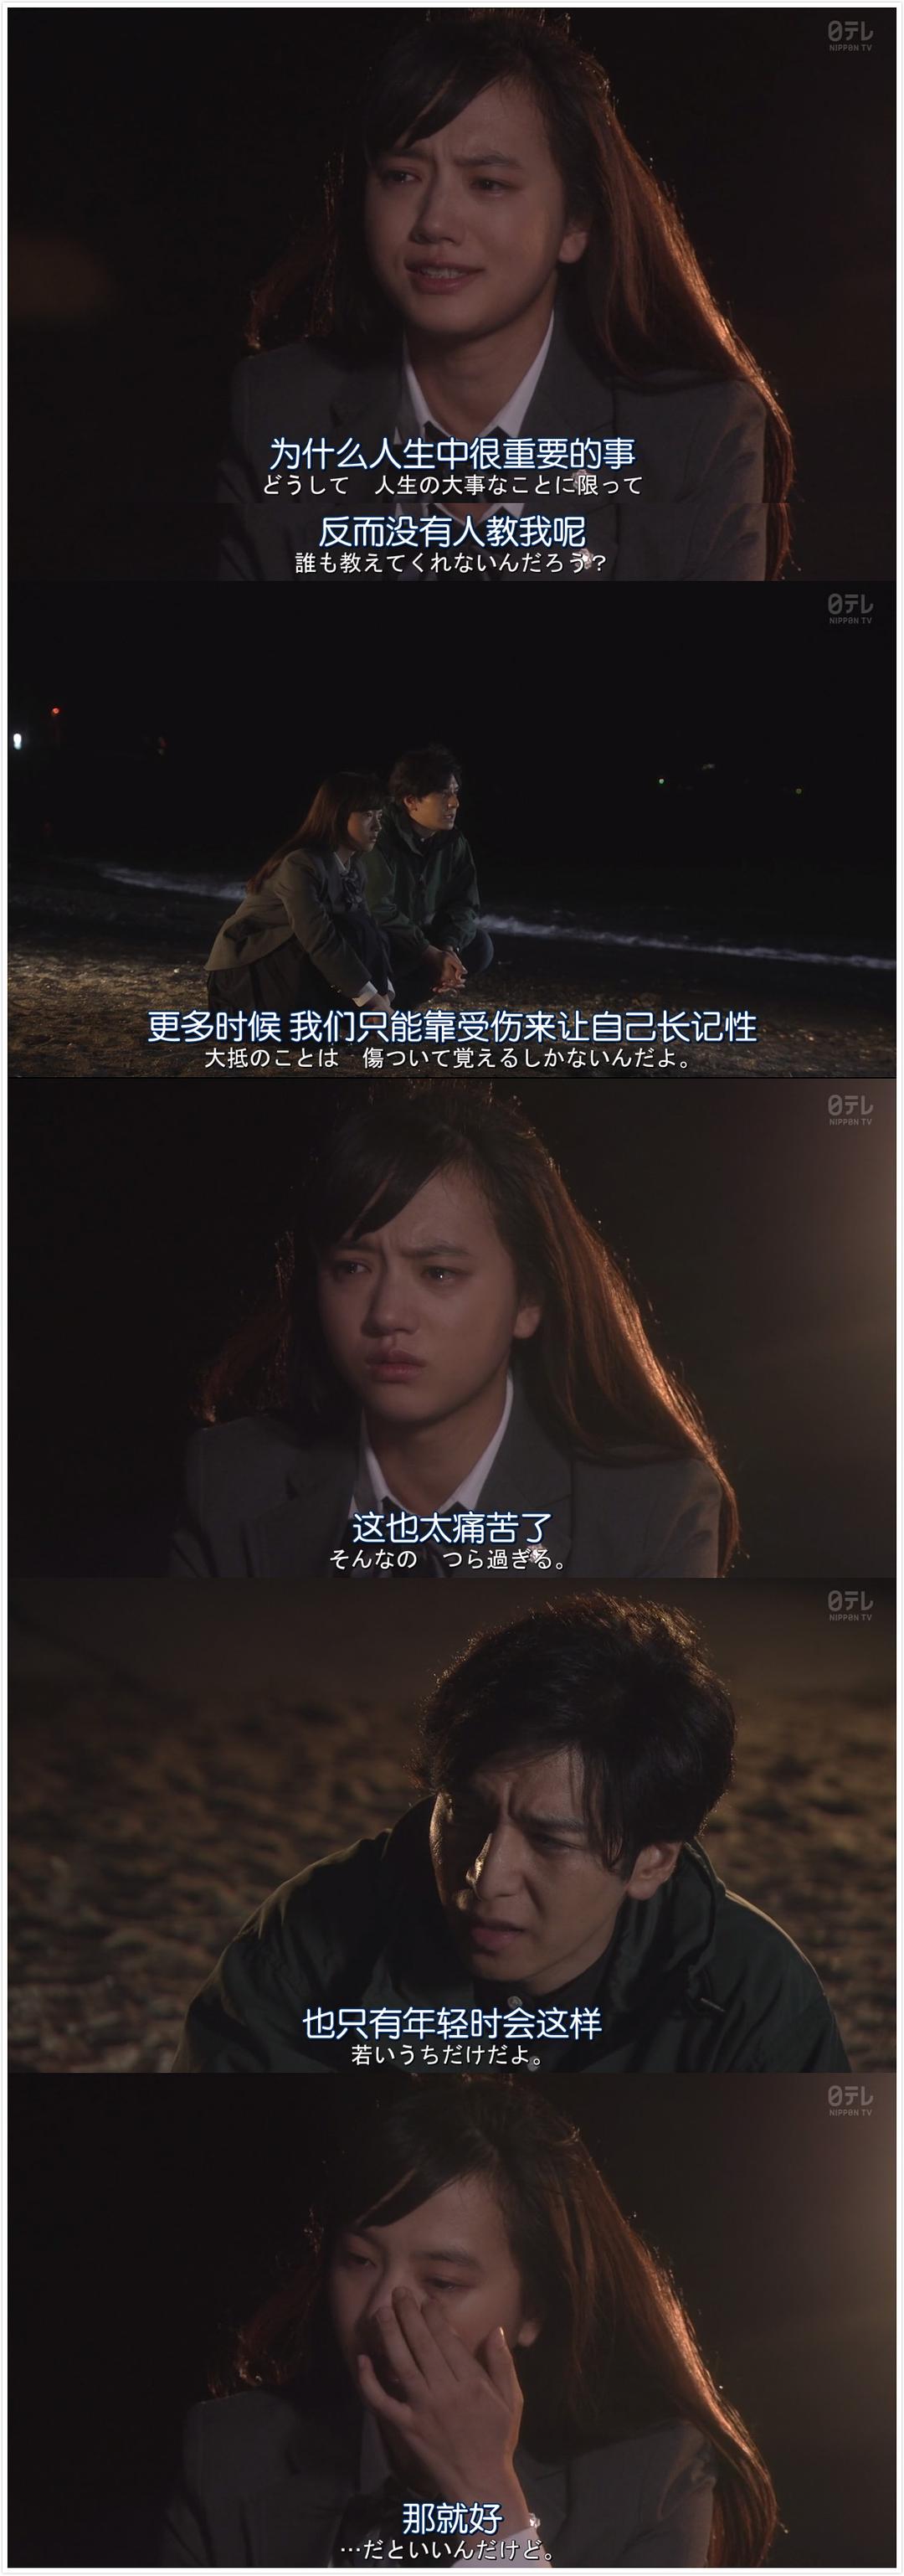 日テレ
NIPPON TV
为什么人生中很重要的事
どうして　人生の大事なことに限って
反而没有人教我呢
誰も教えてくれないんだろう？
日テレ
NIPPON TV
更多时候 我们只能靠受伤来让自己长记性
大抵のことは　傷ついて覚えるしかないんだよ。
日テレ
NIPPON TV
这也太痛苦了
そんなの　つら過ぎる。
日テレ
NIPPON TV
也只有年轻时会这样
若いうちだけだよ。
日テレ
NIPPON TV
那就好
…だといいんだけど。